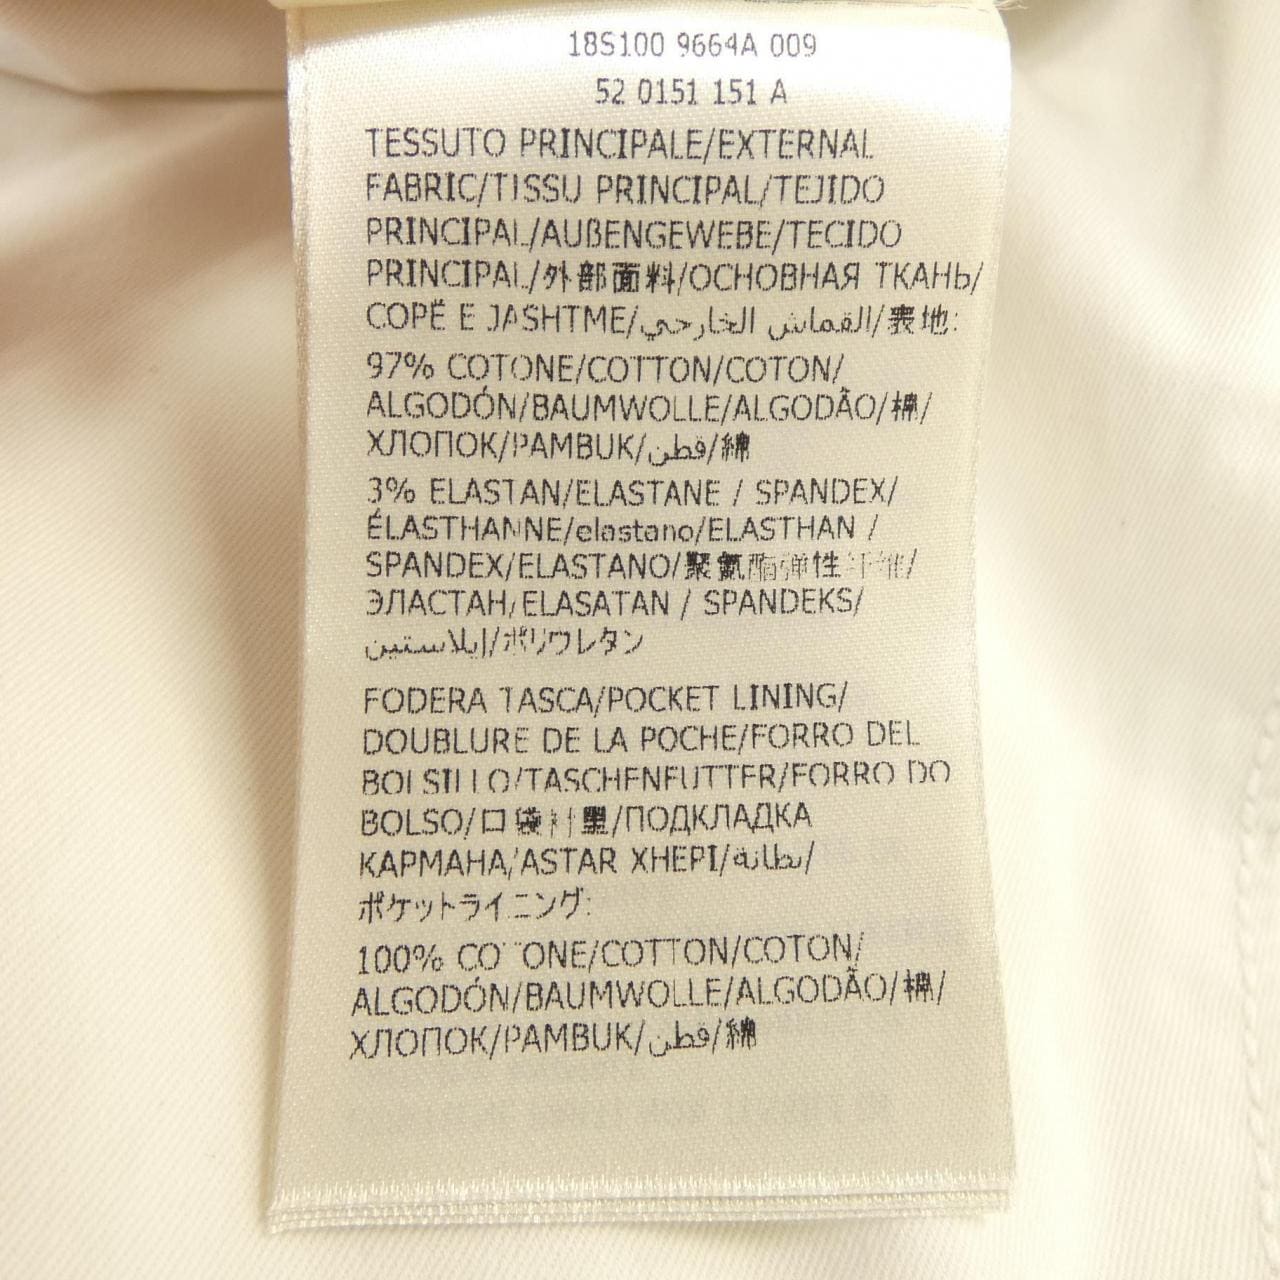 18S100 9664A 009
52 0151 151 A
TESSUTO PRINCIPALE/EXTERNAL
FABRIC/TISSU PRINCIPAL/TEJIDO
PRINCIPAL/AUßENGEWEBE/TECIDO
PRINCIPAL/外部面料/ОСНОВНАЯ ТКАНЬ/
COPË E JASHTME/القماش الخارجي/表地:
97% COTONE/COTTON/COTON/
ALGODÓN/BAUMWOLLE/ALGODÃO/棉/
ХЛОПОК/PAMBUK/قطن/綿
3% ELASTAN/ELASTANE / SPANDEX/
ÉLASTHANNE/elastano/ELASTHAN /
SPANDEX/ELASTANO/聚氨酯弹性纤维/
ЭЛАСТАН/ELASATAN / SPANDEKS/
إيلاستين/ポリウレタン
FODERA TASCA/POCKET LINING/
DOUBLURE DE LA POCHE/FORRO DEL
BOLSILLO/TASCHENFUTTER/FORRO DO
BOLSO/口袋衬里/ПОДКЛАДКА
КАРМАНА/ASTAR XHEPI/بطانة/
ポケットライニング:
100% COTONE/COTTON/COTON/
ALGODÓN/BAUMWOLLE/ALGODÃO/棉/
ХЛОПОК/PAMBUK/قطن/綿